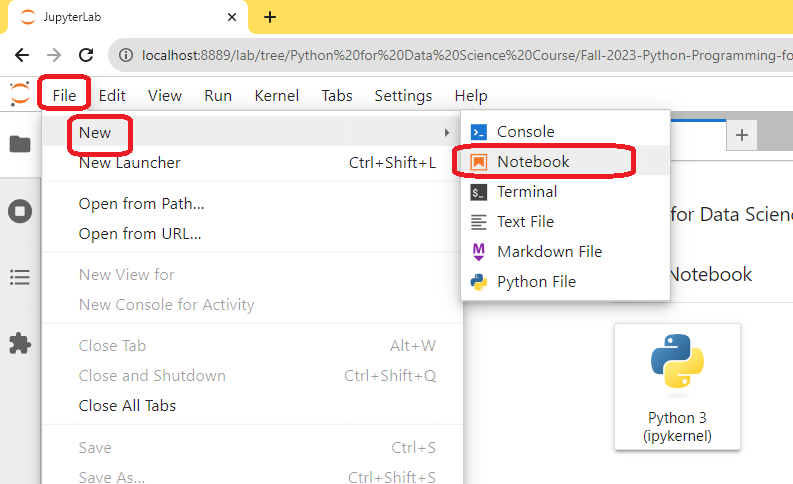 JupyterLab
localhost:8889/lab/tree/Python%20for%20Data%20Science%20Course/Fall-2023-Python-Programming-fo
File Edit View Run Kernel Tabs Settings Help
New
New Launcher Ctrl+Shift+L
Open from Path...
Open from URL...
New View for
New Console for Activity
Close Tab Alt+W
Close and Shutdown Ctrl+Shift+Q
Close All Tabs
Save Ctrl+S
Save As... Ctrl+Shift+S
Console
Notebook
$_ Terminal
Text File
M Markdown File
Python File
for Data Scienc
Notebook
Python 3
(ipykernel)